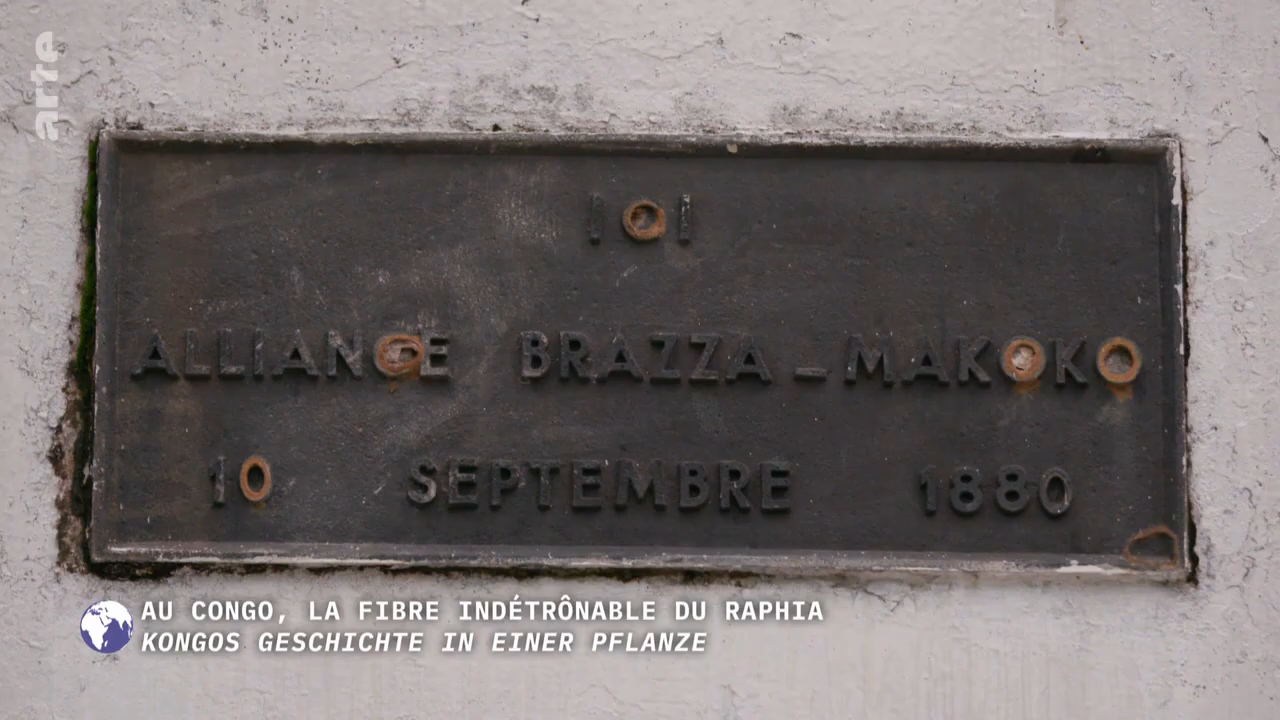 arte
ICI
ALLIANCE BRAZZA - MAKOKO
10 SEPTEMBRE 1880
AU CONGO, LA FIBRE INDÉTRÔNABLE DU RAPHIA
KONGOS GESCHICHTE IN EINER PFLANZE